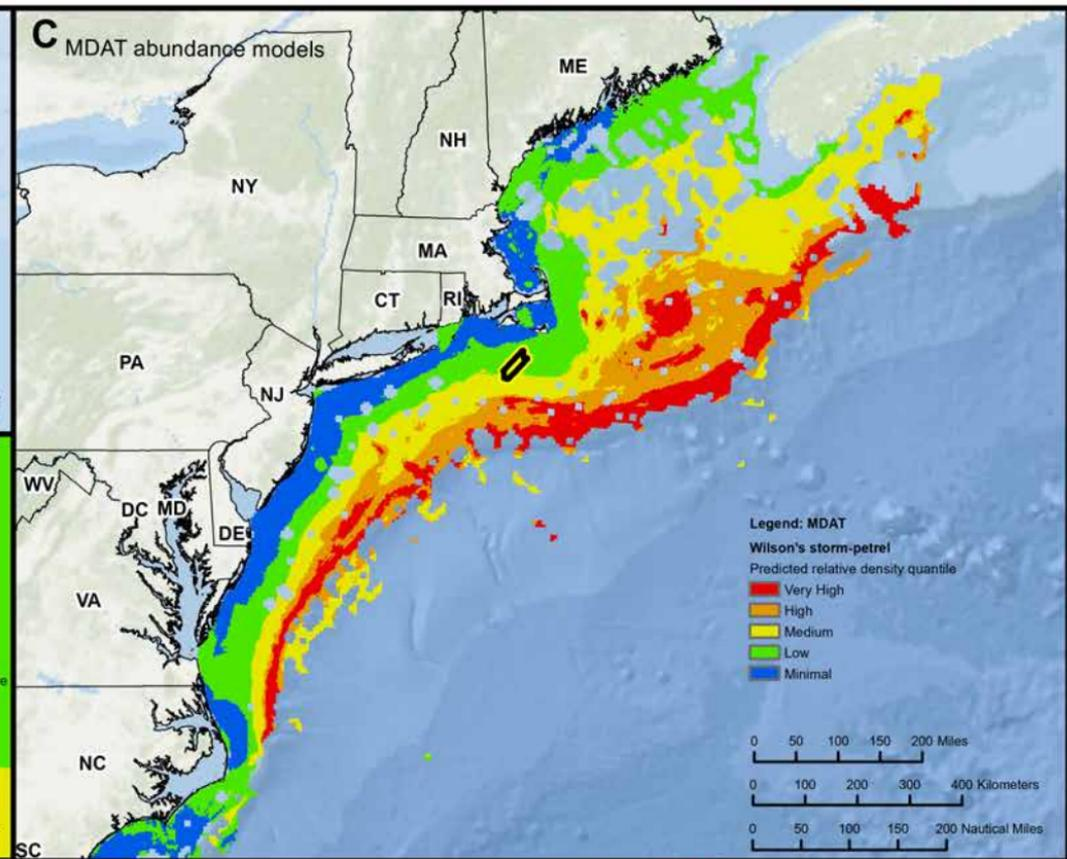 C MDAT abundance models
ME
NH
NY
MA
CT
RI
PA
NJ
WV
DC
MD
DE
VA
NC
SC
e
Legend: MDAT
Wilson's storm-petrel
Predicted relative density quantile
Very High
High
Medium
Low
Minimal
0 50 100 150 200 Miles
0 100 200 300 400 Kilometers
0 50 100 150 200 Nautical Miles